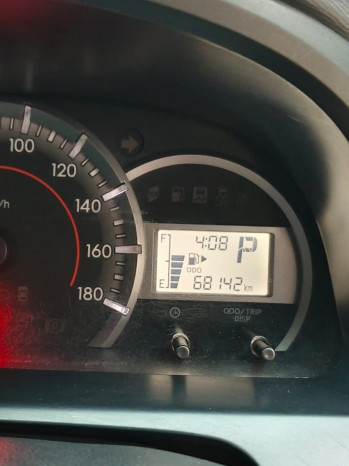 100
120
140
160
180
/h
F
4:08
P
ODO
E
68142 km
ODO/TRIP
DISP